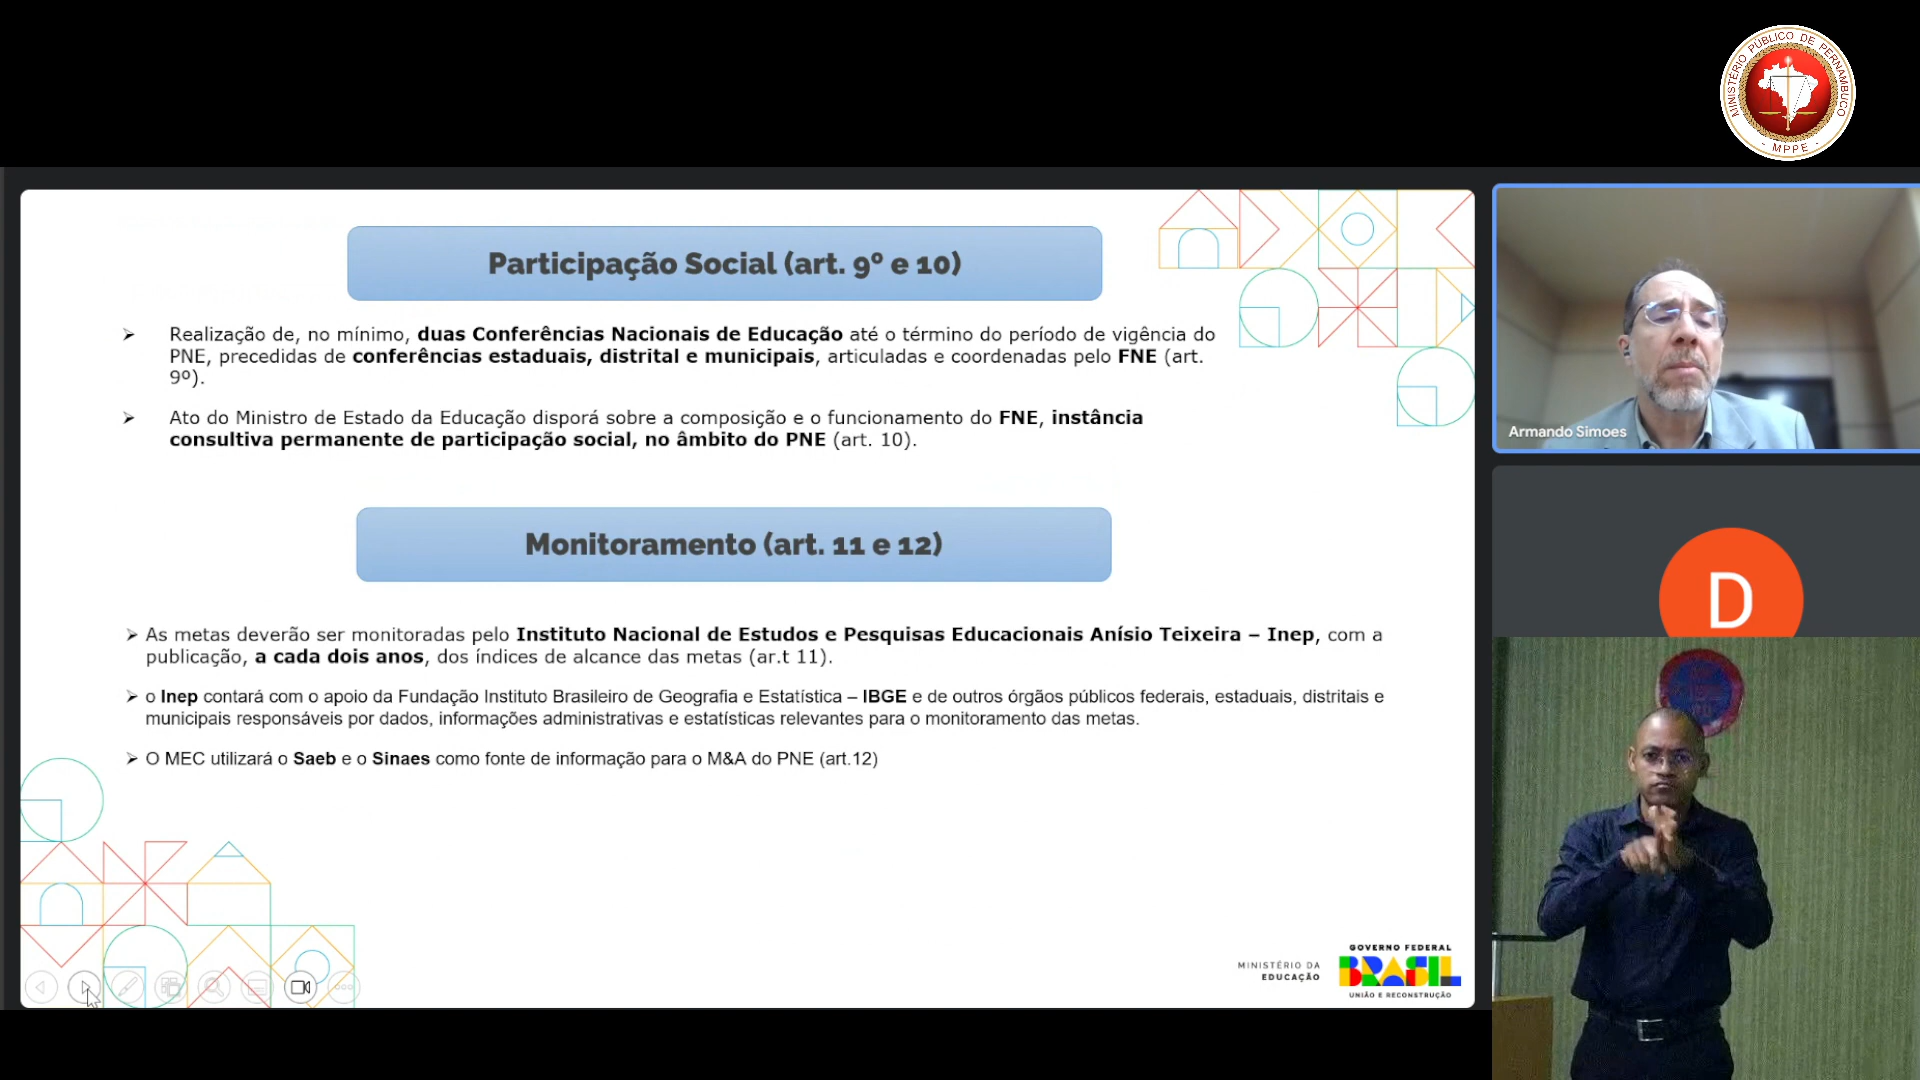 MINISTÉRIO PÚBLICO DE PERNAMBUCO
- MPPE -
Participação Social (art. 9º e 10)
➢ Realização de, no mínimo, duas Conferências Nacionais de Educação até o término do período de vigência do
PNE, precedidas de conferências estaduais, distrital e municipais, articuladas e coordenadas pelo FNE (art.
9º).
➢ Ato do Ministro de Estado da Educação disporá sobre a composição e o funcionamento do FNE, instância
consultiva permanente de participação social, no âmbito do PNE (art. 10).
Monitoramento (art. 11 e 12)
➢ As metas deverão ser monitoradas pelo Instituto Nacional de Estudos e Pesquisas Educacionais Anísio Teixeira – Inep, com a
publicação, a cada dois anos, dos índices de alcance das metas (ar.t 11).
➢ o Inep contará com o apoio da Fundação Instituto Brasileiro de Geografia e Estatística – IBGE e de outros órgãos públicos federais, estaduais, distritais e
municipais responsáveis por dados, informações administrativas e estatísticas relevantes para o monitoramento das metas.
➢ O MEC utilizará o Saeb e o Sinaes como fonte de informação para o M&A do PNE (art.12)
MINISTÉRIO DA
EDUCAÇÃO
GOVERNO FEDERAL
BRASIL
UNIÃO E RECONSTRUÇÃO
Armando Simoes
D